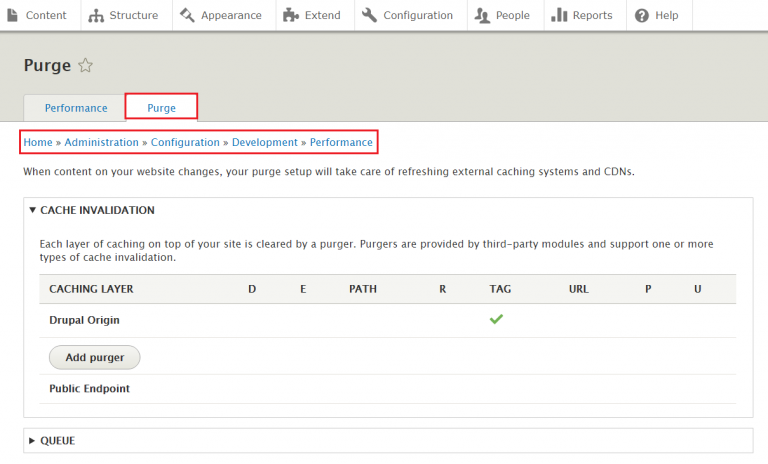 Content Structure Appearance Extend Configuration People Reports Help
Purge
Performance Purge
Home » Administration » Configuration » Development » Performance
When content on your website changes, your purge setup will take care of refreshing external caching systems and CDNs.
CACHE INVALIDATION
Each layer of caching on top of your site is cleared by a purger. Purgers are provided by third-party modules and support one or more
types of cache invalidation.
CACHING LAYER D E PATH R TAG URL P U
Drupal Origin
Add purger
Public Endpoint
QUEUE